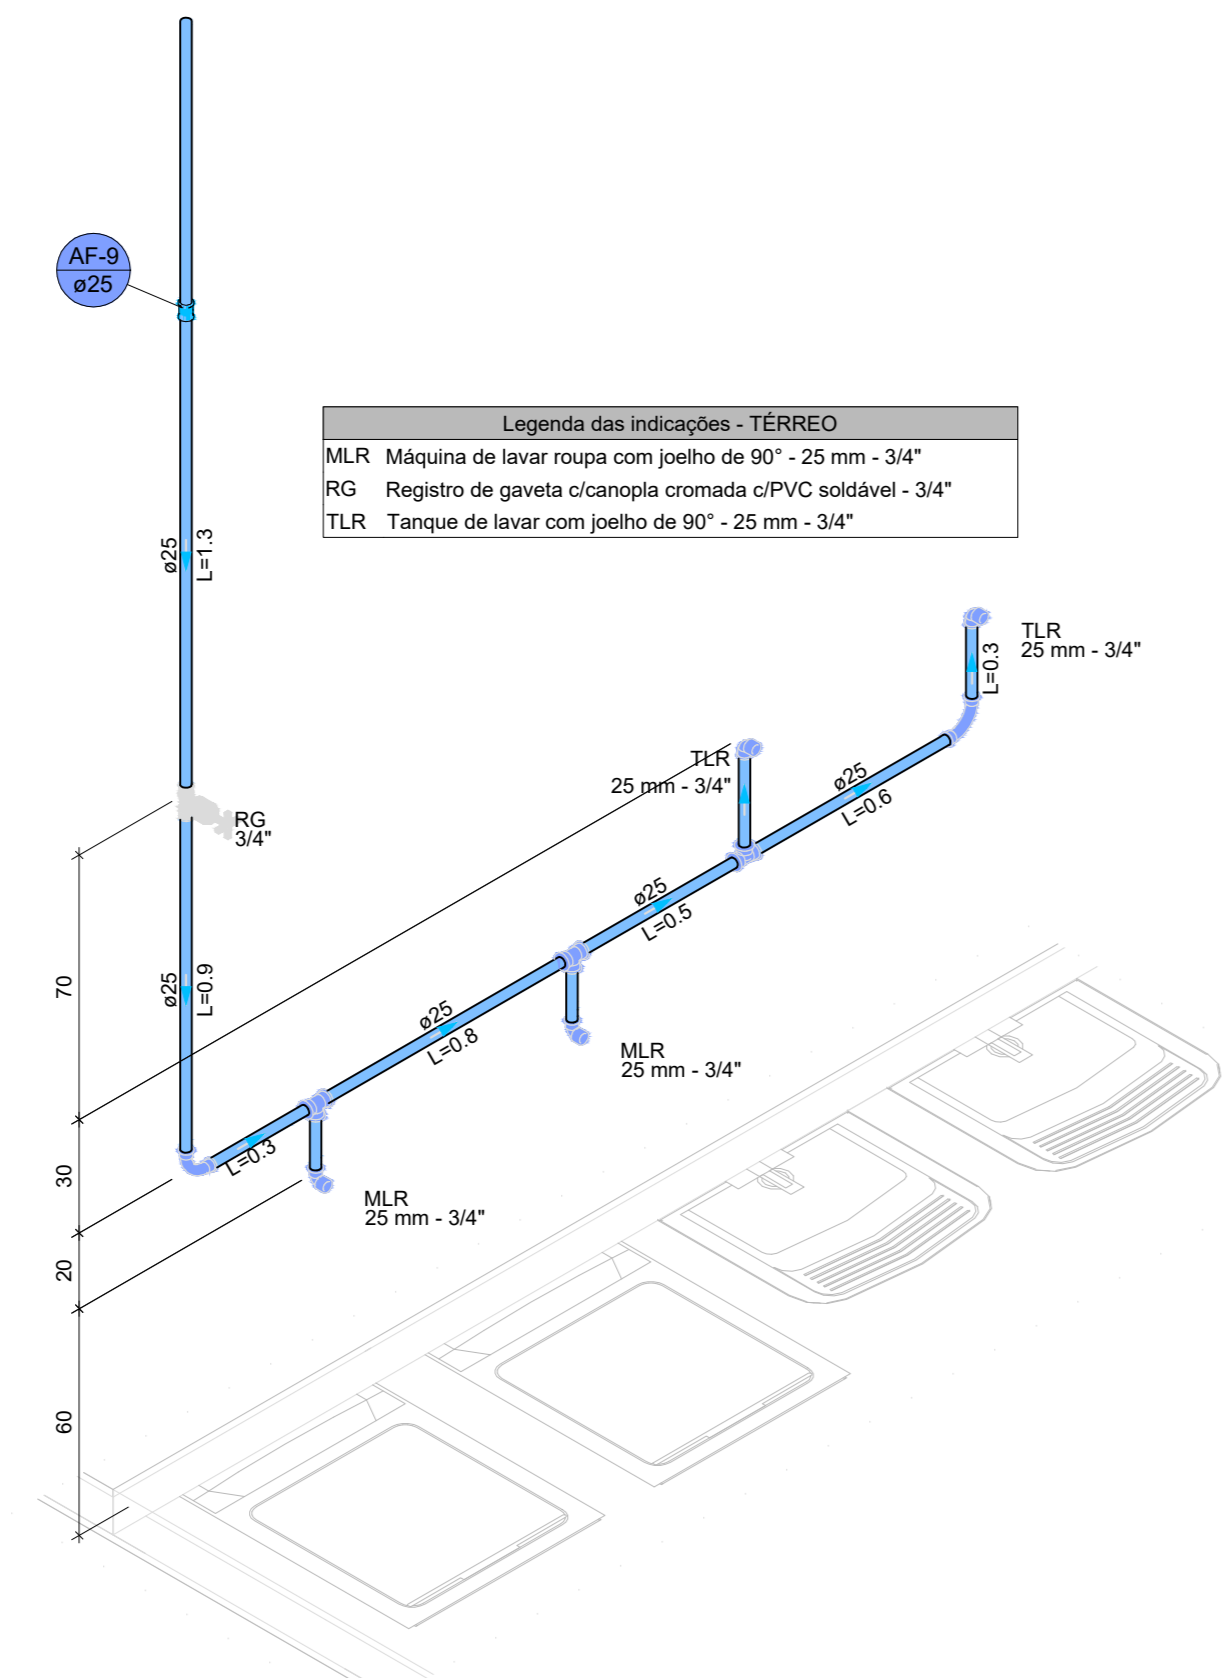 AF-9
ø25
Legenda das indicações - TÉRREO
MLR Máquina de lavar roupa com joelho de 90° - 25 mm - 3/4"
RG Registro de gaveta c/canopla cromada c/PVC soldável - 3/4"
TLR Tanque de lavar com joelho de 90° - 25 mm - 3/4"
ø25
L=1.3
TLR
25 mm - 3/4"
L=0.3
TLR
25 mm - 3/4"
ø25
L=0.6
RG
3/4"
ø25
L=0.5
70
ø25
L=0.9
ø25
L=0.8
MLR
25 mm - 3/4"
30
L=0.3
MLR
25 mm - 3/4"
20
60